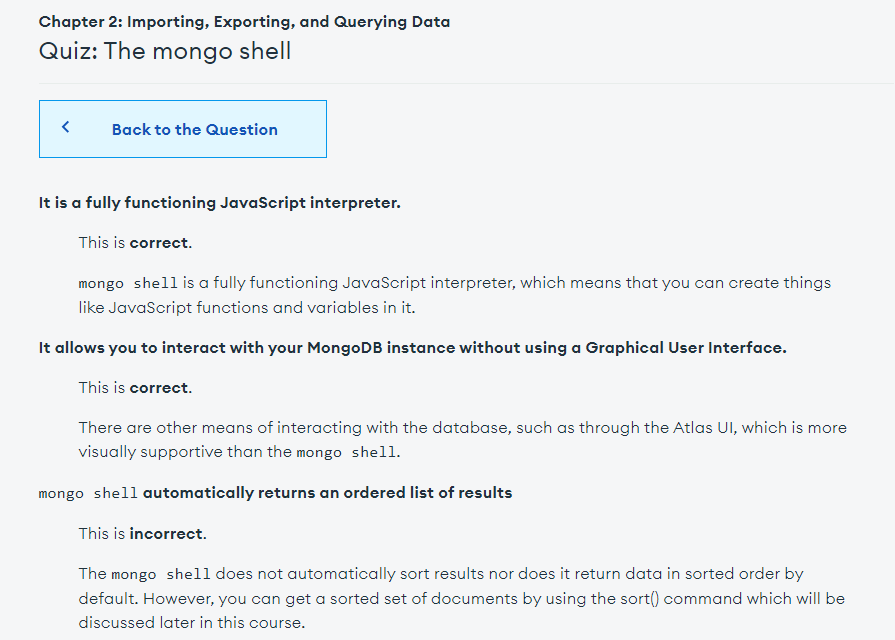 Chapter 2: Importing, Exporting, and Querying Data
Quiz: The mongo shell
Back to the Question
It is a fully functioning JavaScript interpreter.
This is correct.
mongo shell is a fully functioning JavaScript interpreter, which means that you can create things
like JavaScript functions and variables in it.
It allows you to interact with your MongoDB instance without using a Graphical User Interface.
This is correct.
There are other means of interacting with the database, such as through the Atlas UI, which is more
visually supportive than the mongo shell.
mongo shell automatically returns an ordered list of results
This is incorrect.
The mongo shell does not automatically sort results nor does it return data in sorted order by
default. However, you can get a sorted set of documents by using the sort() command which will be
discussed later in this course.